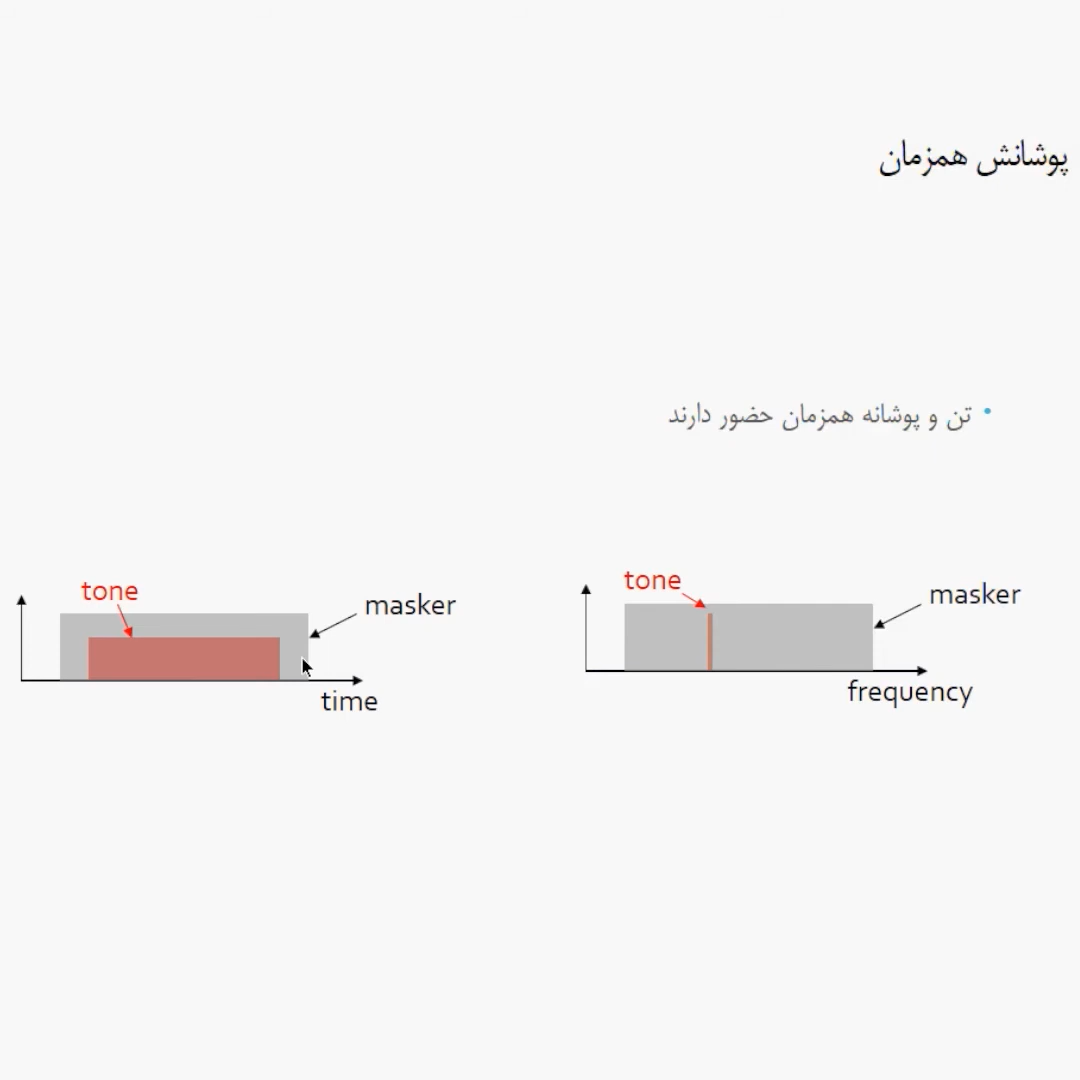 پوشانش همزمان
• تن و پوشانه همزمان حضور دارند
tone
masker
time
tone
masker
frequency